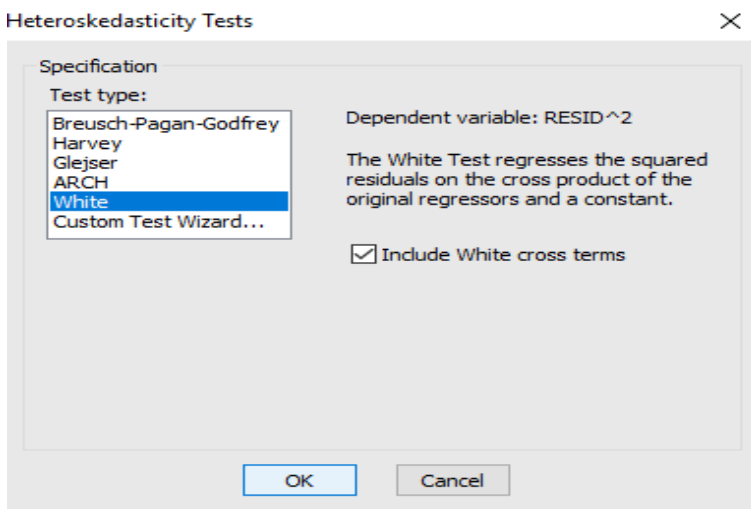 Heteroskedasticity Tests
Specification
Test type:
Breusch-Pagan-Godfrey
Harvey
Glejser
ARCH
White
Custom Test Wizard...
Dependent variable: RESID^2
The White Test regresses the squared
residuals on the cross product of the
original regressors and a constant.
Include White cross terms
OK
Cancel